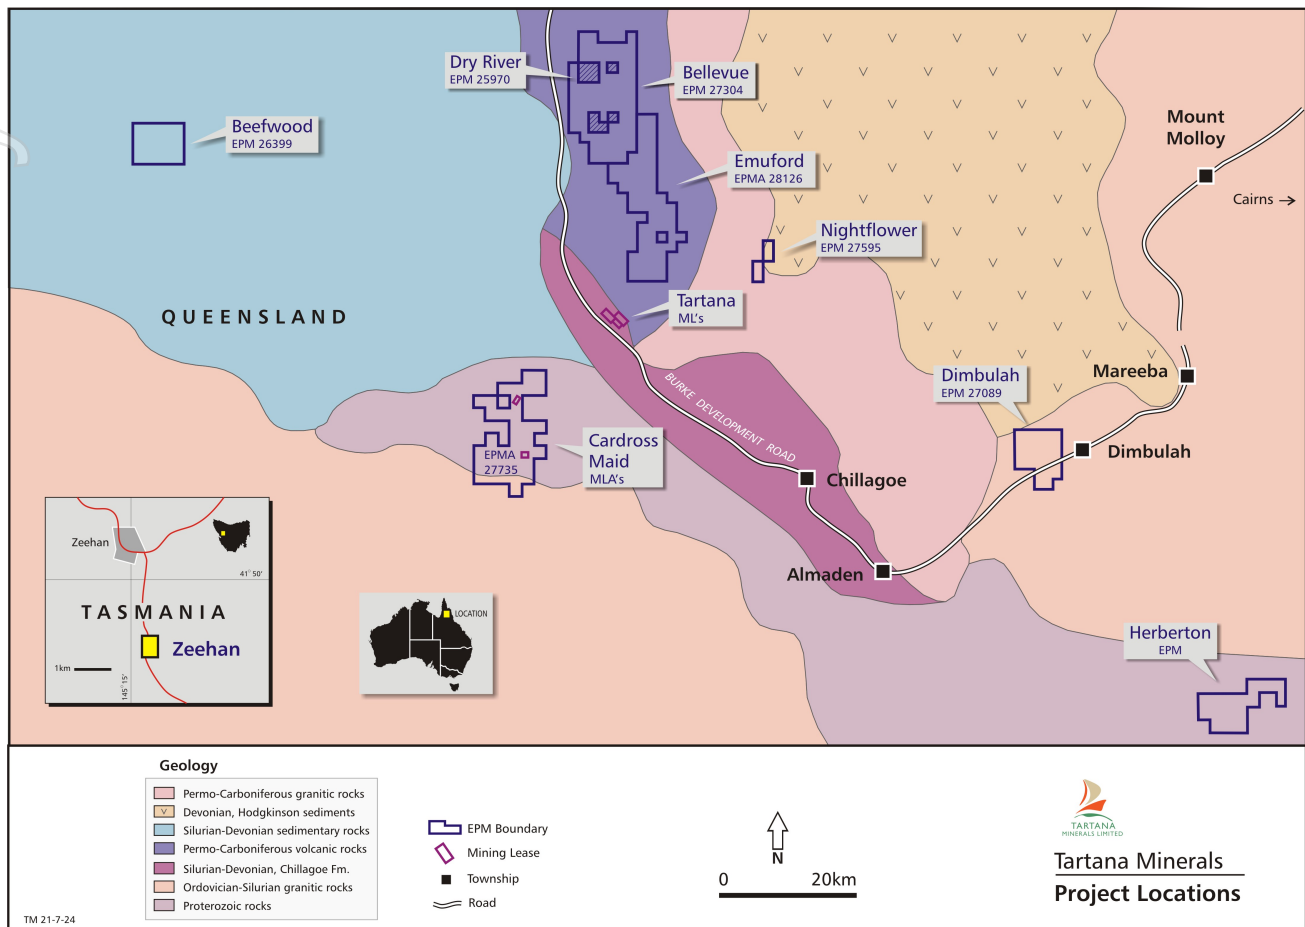 Dry River
EPM 25970
Bellevue
EPM 27304
Beefwood
EPM 26399
Mount
Molloy
Emuford
EPMA 28126
Cairns →
Nightflower
EPM 27595
QUEENSLAND
Tartana
ML's
BURKE DEVELOPMENT ROAD
Mareeba
Dimbulah
EPM 27089
Cardross
Maid
MLA's
EPMA
27735
Dimbulah
Chillagoe
Almaden
Zeehan
41° 50'
TASMANIA
Zeehan
1km
145° 15'
LOCATION
Herberton
EPM
Geology
Permo-Carboniferous granitic rocks
Devonian, Hodgkinson sediments
Silurian-Devonian sedimentary rocks
Permo-Carboniferous volcanic rocks
Silurian-Devonian, Chillagoe Fm.
Ordovician-Silurian granitic rocks
Proterozoic rocks
EPM Boundary
Mining Lease
Township
Road
N
0 20km
TARTANA
MINERALS LIMITED
Tartana Minerals
Project Locations
TM 21-7-24